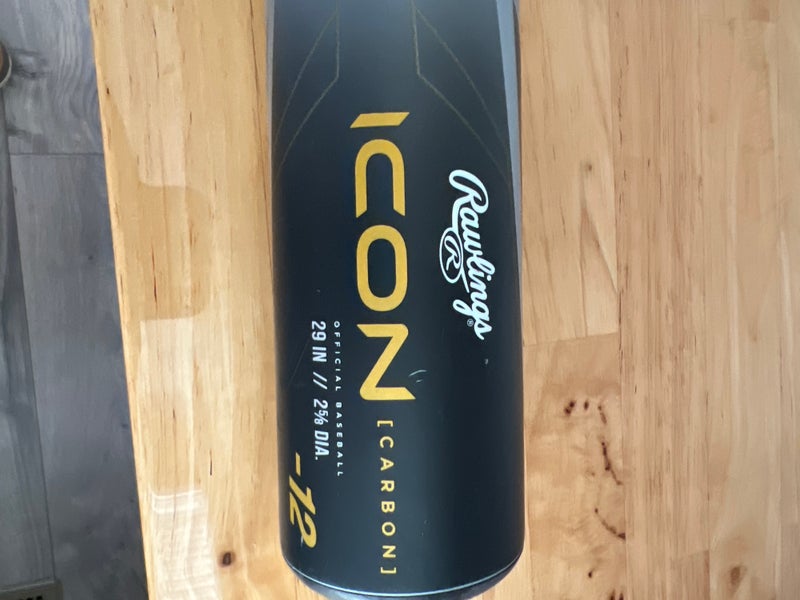 Rawlings®
R
ICON
[CARBON]
OFFICIAL BASEBALL
29 IN // 2⅝ DIA.
-12